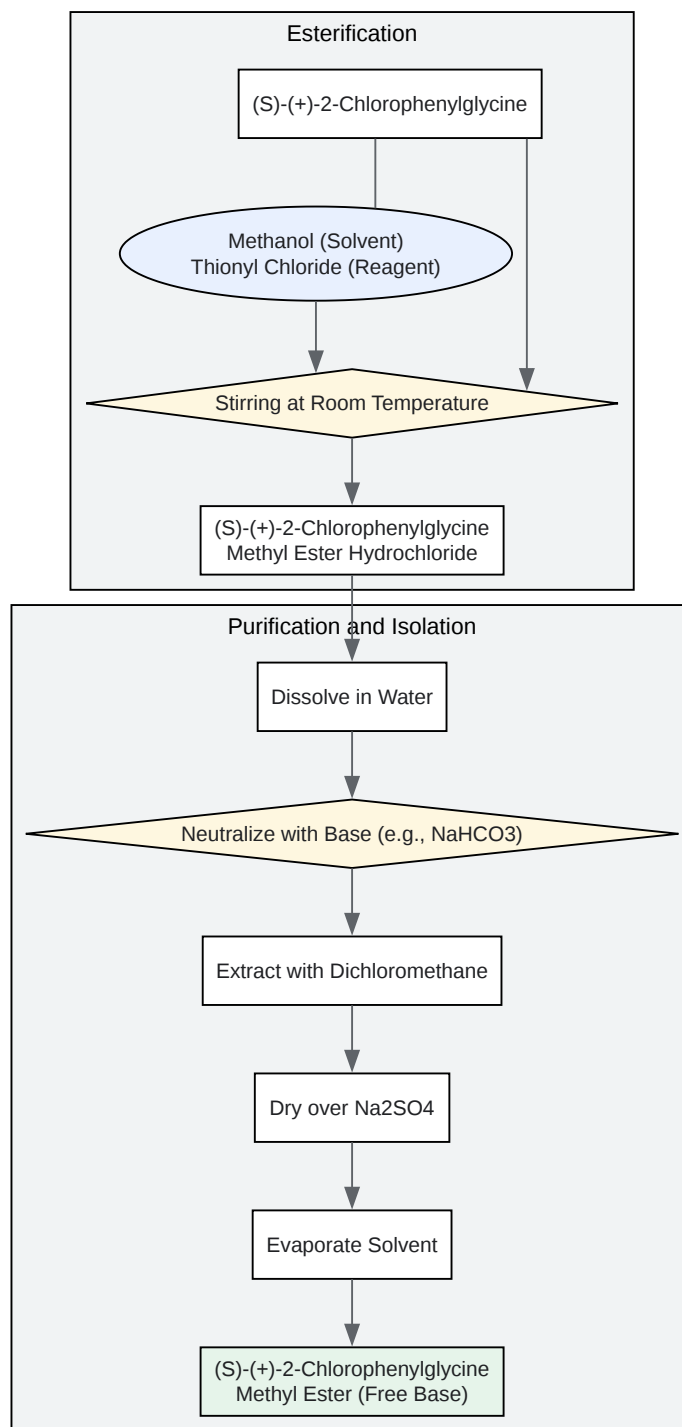 Esterification
(S)-(+)-2-Chlorophenylglycine
Methanol (Solvent)
Thionyl Chloride (Reagent)
Stirring at Room Temperature
(S)-(+)-2-Chlorophenylglycine
Methyl Ester Hydrochloride
Purification and Isolation
Dissolve in Water
Neutralize with Base (e.g., NaHCO3)
Extract with Dichloromethane
Dry over Na2SO4
Evaporate Solvent
(S)-(+)-2-Chlorophenylglycine
Methyl Ester (Free Base)